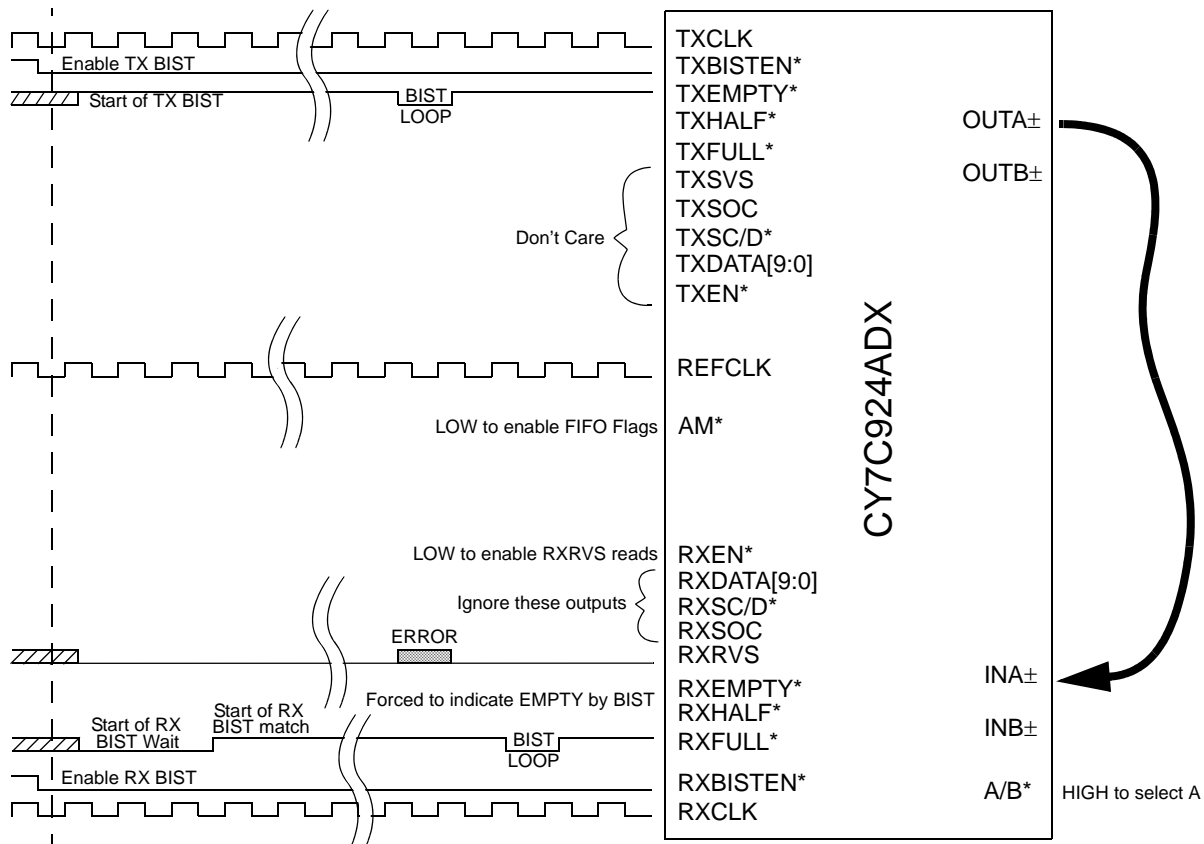 TXCLK
Enable TX BIST
TXBISTEN*
Start of TX BIST
BIST
LOOP
TXEMPTY*
TXHALF*
OUTA±
TXFULL*
OUTB±
TXSVS
TXSOC
Don't Care
TXSC/D*
TXDATA[9:0]
TXEN*
CY7C924ADX
REFCLK
LOW to enable FIFO Flags
AM*
LOW to enable RXRVS reads
RXEN*
RXDATA[9:0]
Ignore these outputs
RXSC/D*
RXSOC
ERROR
RXRVS
INA±
Forced to indicate EMPTY by BIST
RXEMPTY*
RXHALF*
Start of RX
BIST Wait
Start of RX
BIST match
BIST
LOOP
RXFULL*
INB±
Enable RX BIST
RXBISTEN*
A/B*
HIGH to select A
RXCLK